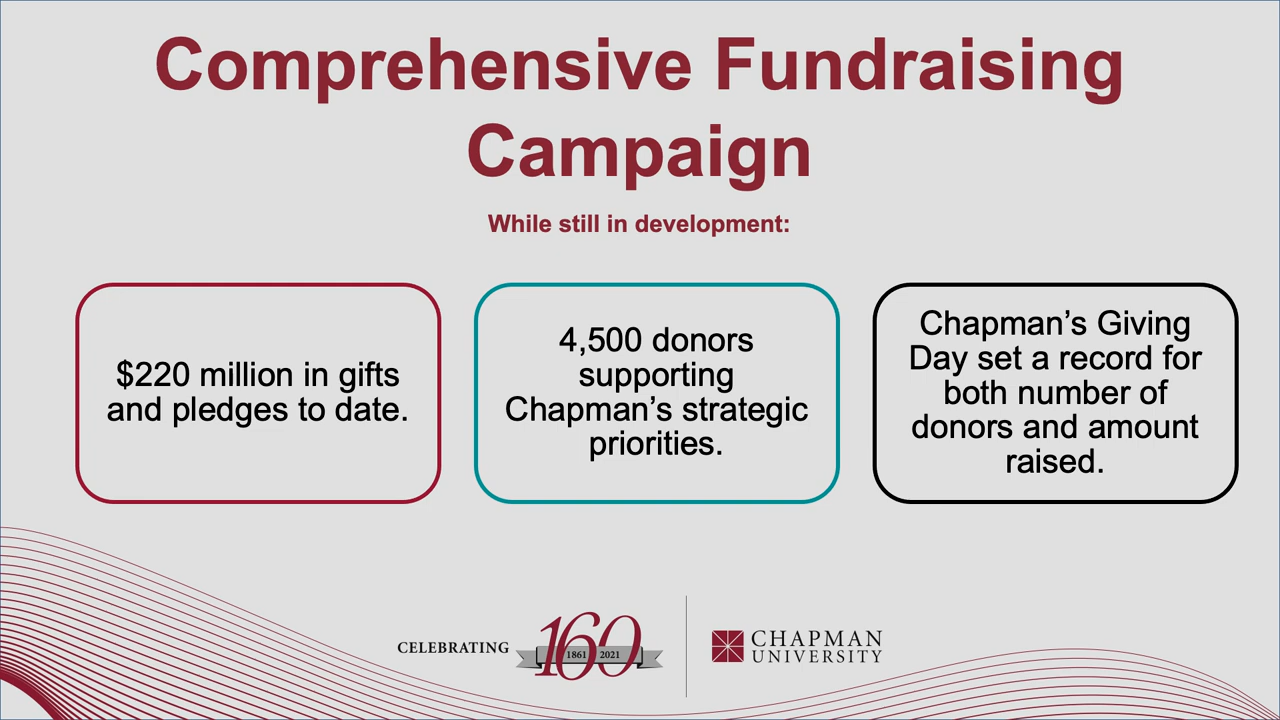 Comprehensive Fundraising
Campaign
While still in development:
$220 million in gifts
and pledges to date.
4,500 donors
supporting
Chapman’s strategic
priorities.
Chapman’s Giving
Day set a record for
both number of
donors and amount
raised.
CELEBRATING
160
1861 2021
CHAPMAN
UNIVERSITY